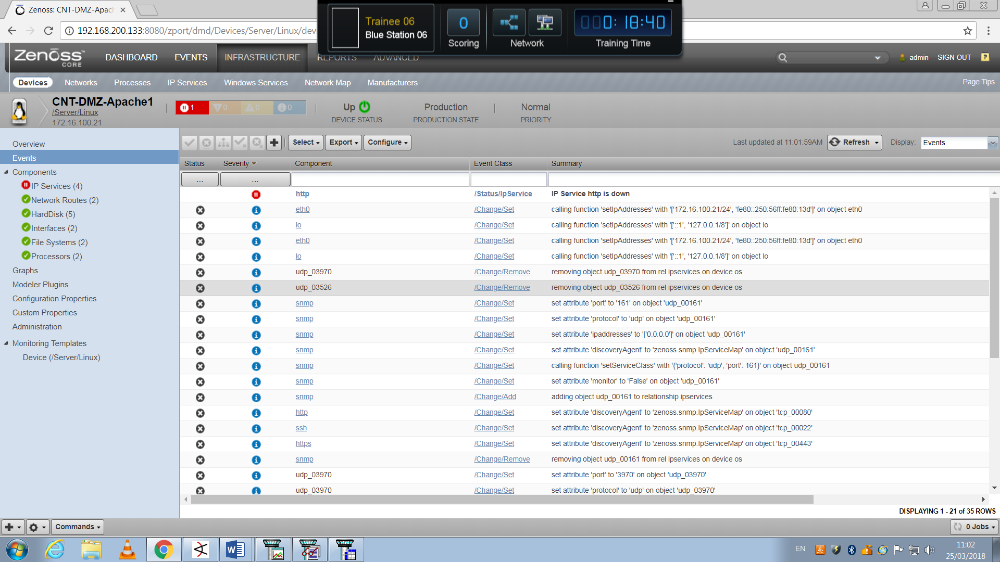 Zenoss: CNT-DMZ-Apach
192.168.200.133:8080/zport/dmd/Devices/Server/Linux/devi
Trainee 06
Blue Station 06
0
Scoring
Network
0:18:40
Training Time
Zenoss
CORE
DASHBOARD EVENTS INFRASTRUCTURE REPORTS ADVANCED
admin SIGN OUT ?
Devices Networks Processes IP Services Windows Services Network Map Manufacturers Page Tips
CNT-DMZ-Apache1
/Server/Linux
172.16.100.21
1 0 0 0
Up
DEVICE STATUS
Production
PRODUCTION STATE
Normal
PRIORITY
Overview
Events
Components
IP Services (4)
Network Routes (2)
HardDisk (5)
Interfaces (2)
File Systems (2)
Processors (2)
Graphs
Modeler Plugins
Configuration Properties
Custom Properties
Administration
Monitoring Templates
Device (/Server/Linux)
Select Export Configure Last updated at 11:01:59AM Refresh Display: Events
Status Severity Component Event Class Summary
... ...
http /Status/IpService IP Service http is down
eth0 /Change/Set calling function 'setIpAddresses' with '['172.16.100.21/24', 'fe80::250:56ff:fe80:13d']' on object eth0
lo /Change/Set calling function 'setIpAddresses' with '['::1', '127.0.0.1/8']' on object lo
eth0 /Change/Set calling function 'setIpAddresses' with '['172.16.100.21/24', 'fe80::250:56ff:fe80:13d']' on object eth0
lo /Change/Set calling function 'setIpAddresses' with '['::1', '127.0.0.1/8']' on object lo
udp_03970 /Change/Remove removing object udp_03970 from rel ipservices on device os
udp_03526 /Change/Remove removing object udp_03526 from rel ipservices on device os
snmp /Change/Set set attribute 'port' to '161' on object 'udp_00161'
snmp /Change/Set set attribute 'protocol' to 'udp' on object 'udp_00161'
snmp /Change/Set set attribute 'ipaddresses' to '['0.0.0.0']' on object 'udp_00161'
snmp /Change/Set set attribute 'discoveryAgent' to 'zenoss.snmp.IpServiceMap' on object 'udp_00161'
snmp /Change/Set calling function 'setServiceClass' with '{'protocol': 'udp', 'port': 161}' on object udp_00161
snmp /Change/Set set attribute 'monitor' to 'False' on object 'udp_00161'
snmp /Change/Add adding object udp_00161 to relationship ipservices
http /Change/Set set attribute 'discoveryAgent' to 'zenoss.snmp.IpServiceMap' on object 'tcp_00080'
ssh /Change/Set set attribute 'discoveryAgent' to 'zenoss.snmp.IpServiceMap' on object 'tcp_00022'
https /Change/Set set attribute 'discoveryAgent' to 'zenoss.snmp.IpServiceMap' on object 'tcp_00443'
snmp /Change/Remove removing object udp_00161 from rel ipservices on device os
udp_03970 /Change/Set set attribute 'port' to '3970' on object 'udp_03970'
udp_03970 /Change/Set set attribute 'protocol' to 'udp' on object 'udp_03970'
DISPLAYING 1 - 21 of 35 ROWS
Commands 0 Jobs
EN
11:02
25/03/2018